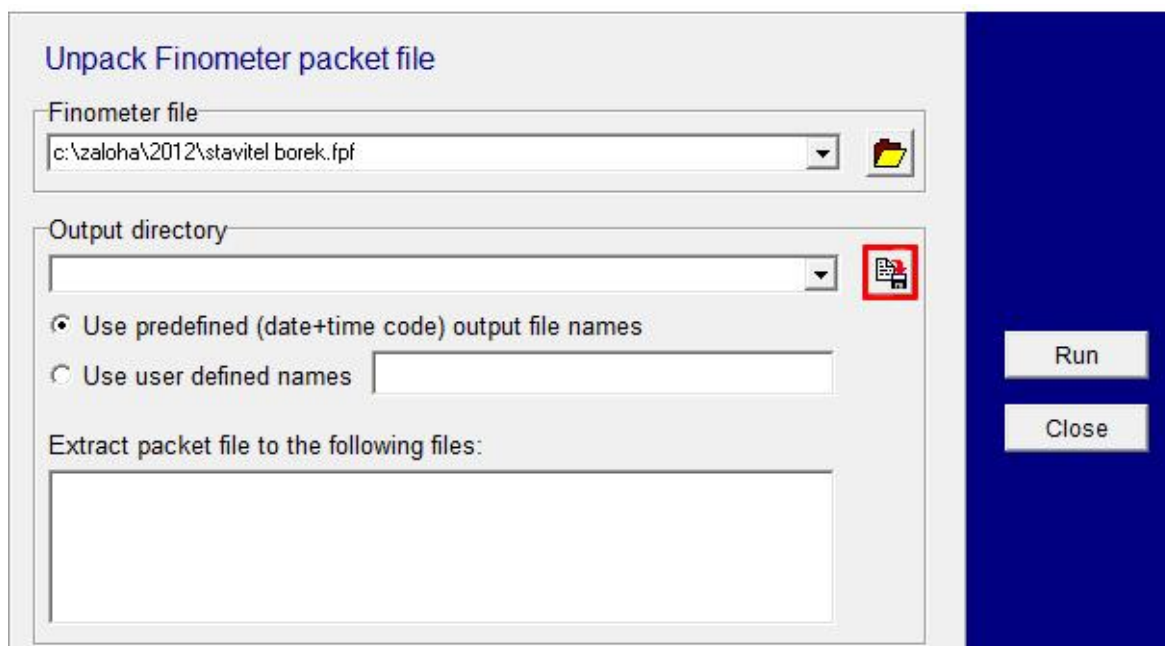 Unpack Finometer packet file
Finometer file
c:\zaloha\2012\stavitel borek.fpf
Output directory
Use predefined (date+time code) output file names
Use user defined names
Run
Close
Extract packet file to the following files: